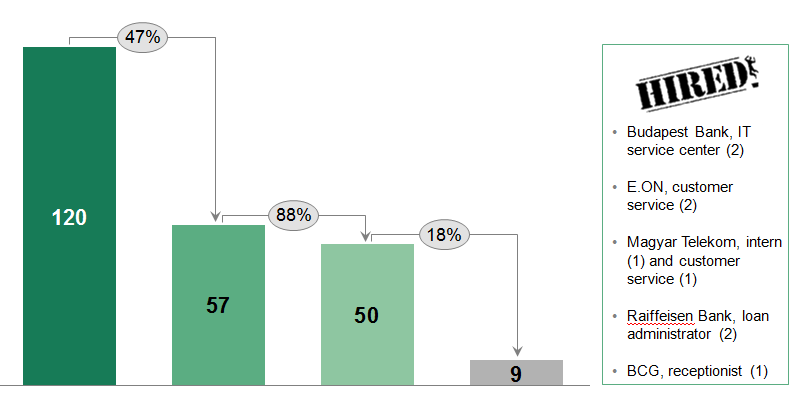 47%
120
88%
57
18%
50
9
HIRED!
• Budapest Bank, IT
service center (2)
• E.ON, customer
service (2)
• Magyar Telekom, intern
(1) and customer
service (1)
• Raiffeisen Bank, loan
administrator (2)
• BCG, receptionist (1)